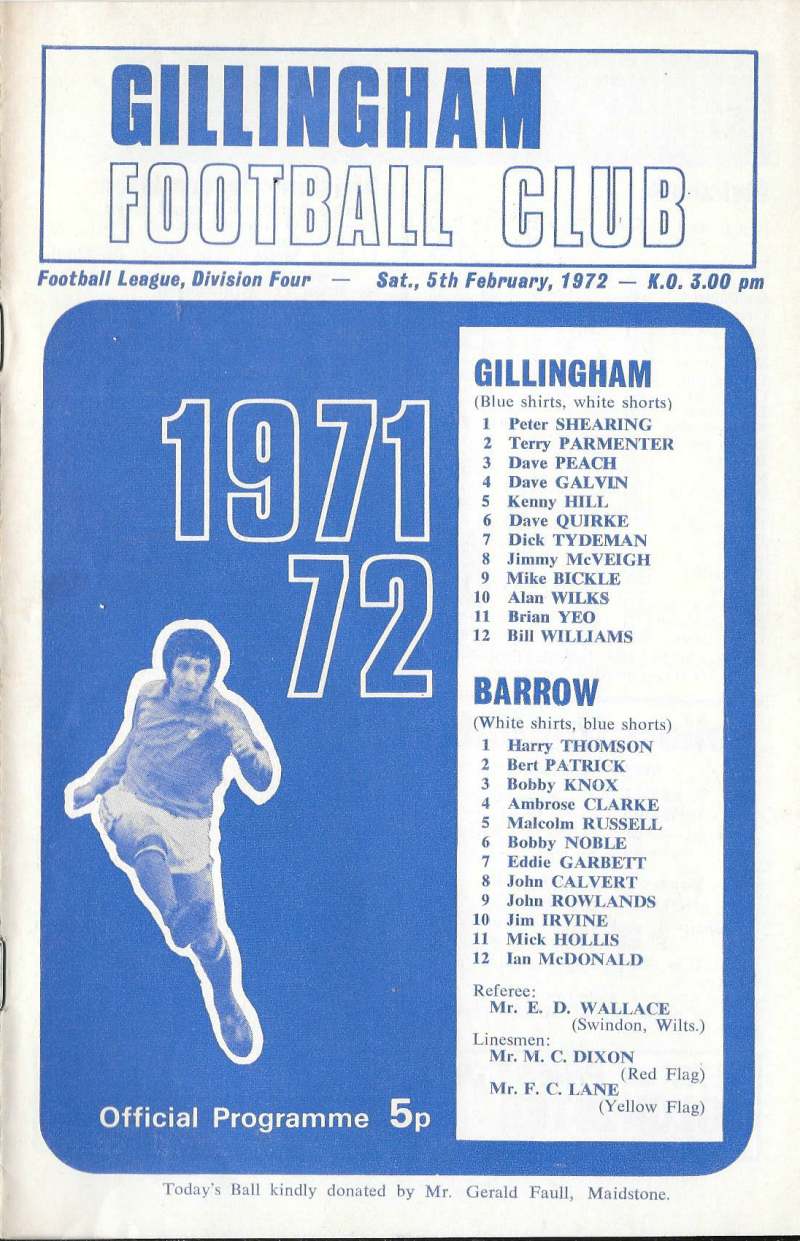 GILLINGHAM
FOOTBALL CLUB
Football League, Division Four — Sat., 5th February, 1972 — K.O. 3.00 pm
1971
72
GILLINGHAM
(Blue shirts, white shorts)
1 Peter SHEARING
2 Terry PARMENTER
3 Dave PEACH
4 Dave GALVIN
5 Kenny HILL
6 Dave QUIRKE
7 Dick TYDEMAN
8 Jimmy McVEIGH
9 Mike BICKLE
10 Alan WILKS
11 Brian YEO
12 Bill WILLIAMS
BARROW
(White shirts, blue shorts)
1 Harry THOMSON
2 Bert PATRICK
3 Bobby KNOX
4 Ambrose CLARKE
5 Malcolm RUSSELL
6 Bobby NOBLE
7 Eddie GARBETT
8 John CALVERT
9 John ROWLANDS
10 Jim IRVINE
11 Mick HOLLIS
12 Ian McDONALD
Referee:
Mr. E. D. WALLACE
(Swindon, Wilts.)
Linesmen:
Mr. M. C. DIXON
(Red Flag)
Mr. F. C. LANE
(Yellow Flag)
Official Programme 5p
Today's Ball kindly donated by Mr. Gerald Faull, Maidstone.